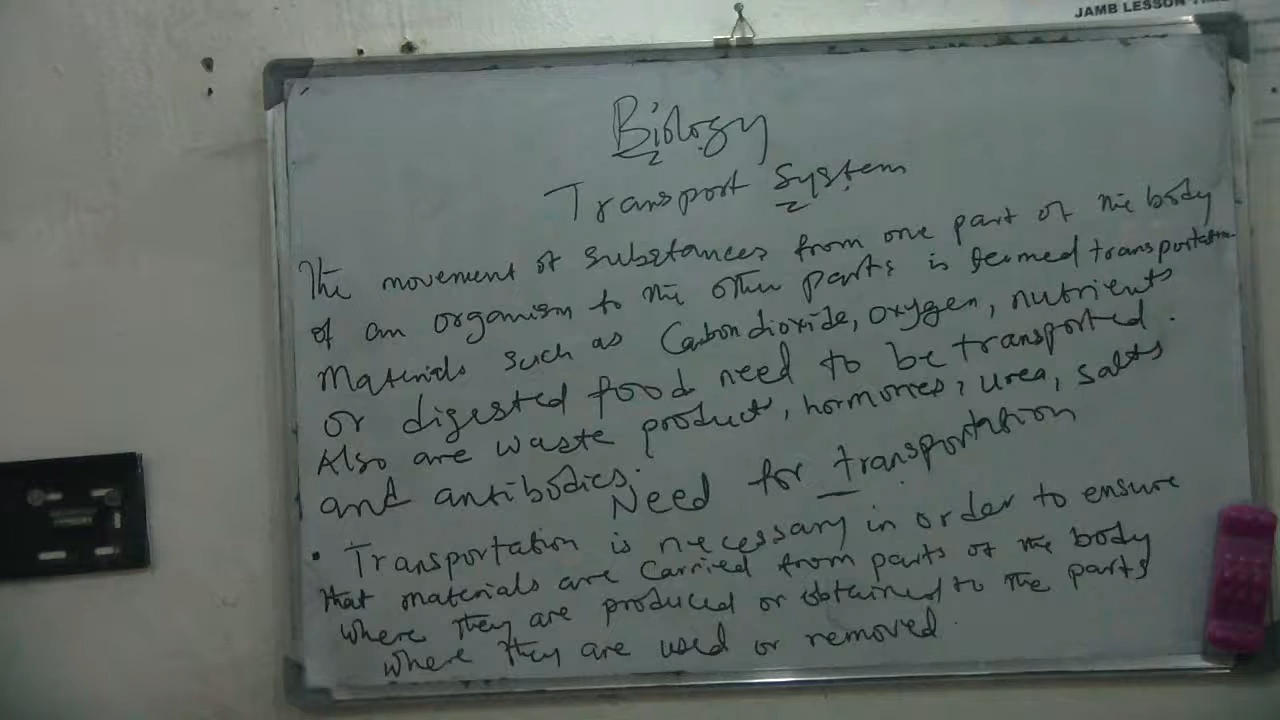 JAMB LESSON TIME
Biology
Transport System
The movement of substances from one part of the body
of an organism to the other parts is termed transportation
Materials such as Carbondioxide, oxygen, nutrients
or digested food need to be transported.
Also are waste product, hormones, urea, salts
and antibodies.
Need for transportation
• Transportation is necessary in order to ensure
that materials are carried from parts of the body
where they are produced or obtained to the parts
where they are used or removed.